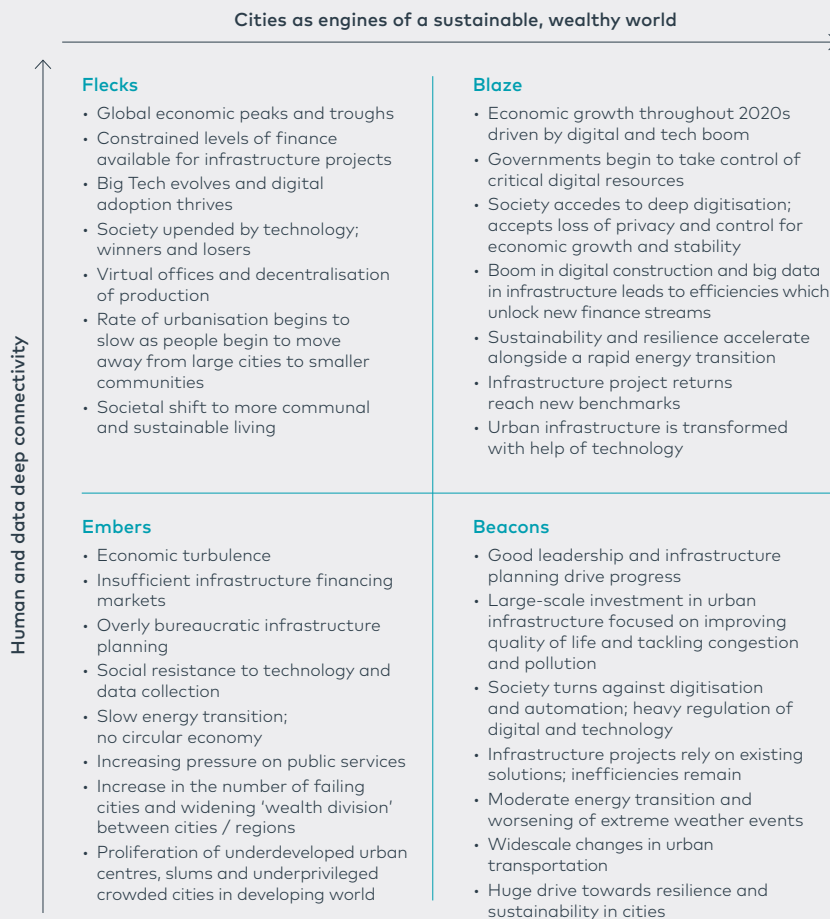 Cities as engines of a sustainable, wealthy world
Human and data deep connectivity
Flecks
• Global economic peaks and troughs
• Constrained levels of finance
available for infrastructure projects
• Big Tech evolves and digital
adoption thrives
• Society upended by technology;
winners and losers
• Virtual offices and decentralisation
of production
• Rate of urbanisation begins to
slow as people begin to move
away from large cities to smaller
communities
• Societal shift to more communal
and sustainable living
Blaze
• Economic growth throughout 2020s
driven by digital and tech boom
• Governments begin to take control of
critical digital resources
• Society accedes to deep digitisation;
accepts loss of privacy and control for
economic growth and stability
• Boom in digital construction and big data
in infrastructure leads to efficiencies which
unlock new finance streams
• Sustainability and resilience accelerate
alongside a rapid energy transition
• Infrastructure project returns
reach new benchmarks
• Urban infrastructure is transformed
with help of technology
Embers
• Economic turbulence
• Insufficient infrastructure financing
markets
• Overly bureaucratic infrastructure
planning
• Social resistance to technology and
data collection
• Slow energy transition;
no circular economy
• Increasing pressure on public services
• Increase in the number of failing
cities and widening ‘wealth division’
between cities / regions
• Proliferation of underdeveloped urban
centres, slums and underprivileged
crowded cities in developing world
Beacons
• Good leadership and infrastructure
planning drive progress
• Large-scale investment in urban
infrastructure focused on improving
quality of life and tackling congestion
and pollution
• Society turns against digitisation
and automation; heavy regulation of
digital and technology
• Infrastructure projects rely on existing
solutions; inefficiencies remain
• Moderate energy transition and
worsening of extreme weather events
• Widescale changes in urban
transportation
• Huge drive towards resilience and
sustainability in cities